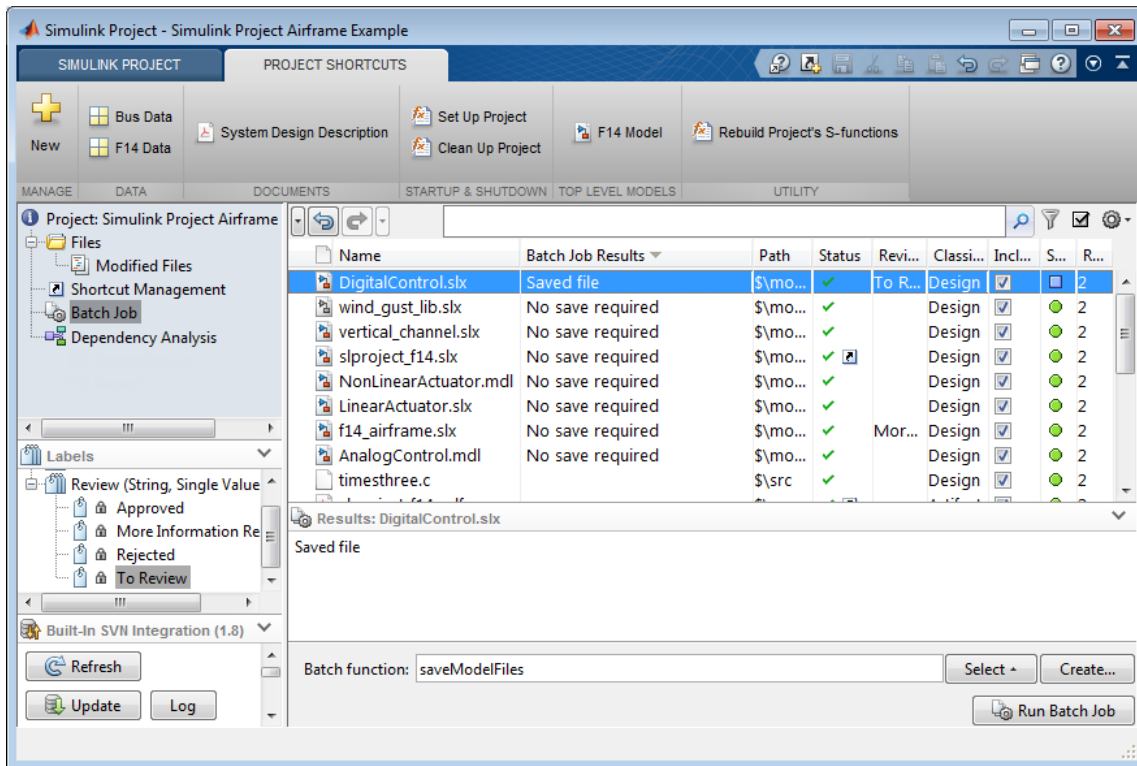 Simulink Project - Simulink Project Airframe Example
SIMULINK PROJECT PROJECT SHORTCUTS
New
Bus Data
F14 Data
System Design Description
Set Up Project
Clean Up Project
F14 Model
Rebuild Project's S-functions
MANAGE DATA DOCUMENTS STARTUP & SHUTDOWN TOP LEVEL MODELS UTILITY
Project: Simulink Project Airframe
Files
Modified Files
Shortcut Management
Batch Job
Dependency Analysis
Labels
Review (String, Single Value
Approved
More Information Re
Rejected
To Review
Built-In SVN Integration (1.8)
Refresh
Update Log
Name Batch Job Results Path Status Revi... Classi... Incl... S... R...
DigitalControl.slx Saved file $\mo... To R... Design 2
wind_gust_lib.slx No save required $\mo... Design 2
vertical_channel.slx No save required $\mo... Design 2
slproject_f14.slx No save required $\mo... Design 2
NonLinearActuator.mdl No save required $\mo... Design 2
LinearActuator.slx No save required $\mo... Design 2
f14_airframe.slx No save required $\mo... Mor... Design 2
AnalogControl.mdl No save required $\mo... Design 2
timesthree.c $\src Design 2
Results: DigitalControl.slx
Saved file
Batch function: saveModelFiles Select Create...
Run Batch Job